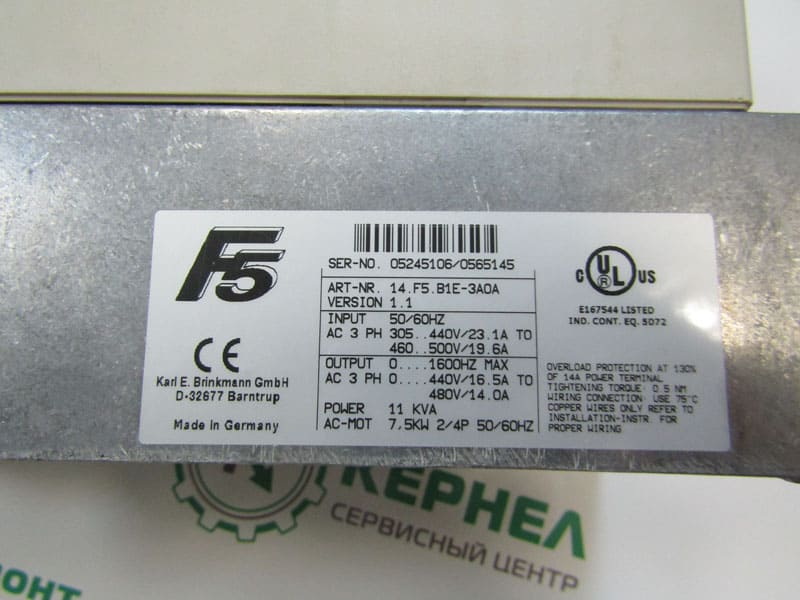 F5
SER-NO. 05245106/0565145
ART-NR. 14.F5.B1E-3A0A
VERSION 1.1
INPUT 50/60HZ
AC 3 PH 305..440V/23.1A TO
460..500V/19.6A
OUTPUT 0....1600HZ MAX
AC 3 PH 0....440V/16.5A TO
480V/14.0A
POWER 11 KVA
AC-MOT 7,5KW 2/4P 50/60HZ
CE
Karl E. Brinkmann GmbH
D-32677 Barntrup
Made in Germany
C UL US
E167544 LISTED
IND. CONT. EQ. 5D72
OVERLOAD PROTECTION AT 130%
OF 14A POWER TERMINAL
TIGHTENING TORQUE: 0.5 NM
WIRING CONNECTION: USE 75°C
COPPER WIRES ONLY REFER TO
INSTALLATION-INSTR. FOR
PROPER WIRING
КЕРНЕЛ
СЕРВИСНЫЙ ЦЕНТР